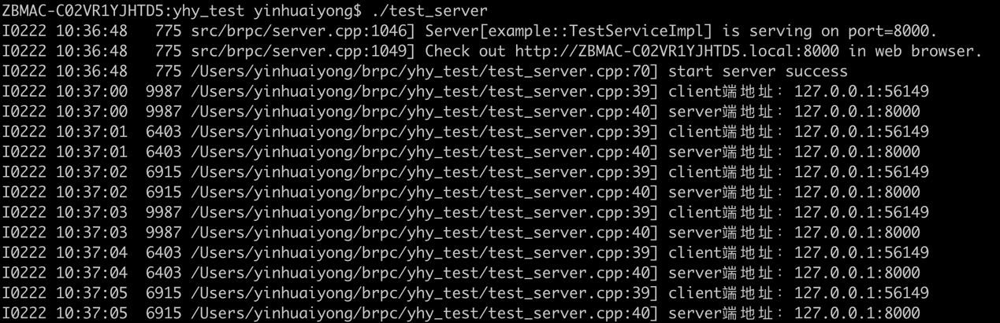 ZBMAC-C02VR1YJHTD5:yhy_test yinhuaiyong$ ./test_server
I0222 10:36:48   775 src/brpc/server.cpp:1046] Server[example::TestServiceImpl] is serving on port=8000.
I0222 10:36:48   775 src/brpc/server.cpp:1049] Check out http://ZBMAC-C02VR1YJHTD5.local:8000 in web browser.
I0222 10:36:48   775 /Users/yinhuaiyong/brpc/yhy_test/test_server.cpp:70] start server success
I0222 10:37:00  9987 /Users/yinhuaiyong/brpc/yhy_test/test_server.cpp:39] client端地址：127.0.0.1:56149
I0222 10:37:00  9987 /Users/yinhuaiyong/brpc/yhy_test/test_server.cpp:40] server端地址：127.0.0.1:8000
I0222 10:37:01  6403 /Users/yinhuaiyong/brpc/yhy_test/test_server.cpp:39] client端地址：127.0.0.1:56149
I0222 10:37:01  6403 /Users/yinhuaiyong/brpc/yhy_test/test_server.cpp:40] server端地址：127.0.0.1:8000
I0222 10:37:02  6915 /Users/yinhuaiyong/brpc/yhy_test/test_server.cpp:39] client端地址：127.0.0.1:56149
I0222 10:37:02  6915 /Users/yinhuaiyong/brpc/yhy_test/test_server.cpp:40] server端地址：127.0.0.1:8000
I0222 10:37:03  9987 /Users/yinhuaiyong/brpc/yhy_test/test_server.cpp:39] client端地址：127.0.0.1:56149
I0222 10:37:03  9987 /Users/yinhuaiyong/brpc/yhy_test/test_server.cpp:40] server端地址：127.0.0.1:8000
I0222 10:37:04  6403 /Users/yinhuaiyong/brpc/yhy_test/test_server.cpp:39] client端地址：127.0.0.1:56149
I0222 10:37:04  6403 /Users/yinhuaiyong/brpc/yhy_test/test_server.cpp:40] server端地址：127.0.0.1:8000
I0222 10:37:05  6915 /Users/yinhuaiyong/brpc/yhy_test/test_server.cpp:39] client端地址：127.0.0.1:56149
I0222 10:37:05  6915 /Users/yinhuaiyong/brpc/yhy_test/test_server.cpp:40] server端地址：127.0.0.1:8000